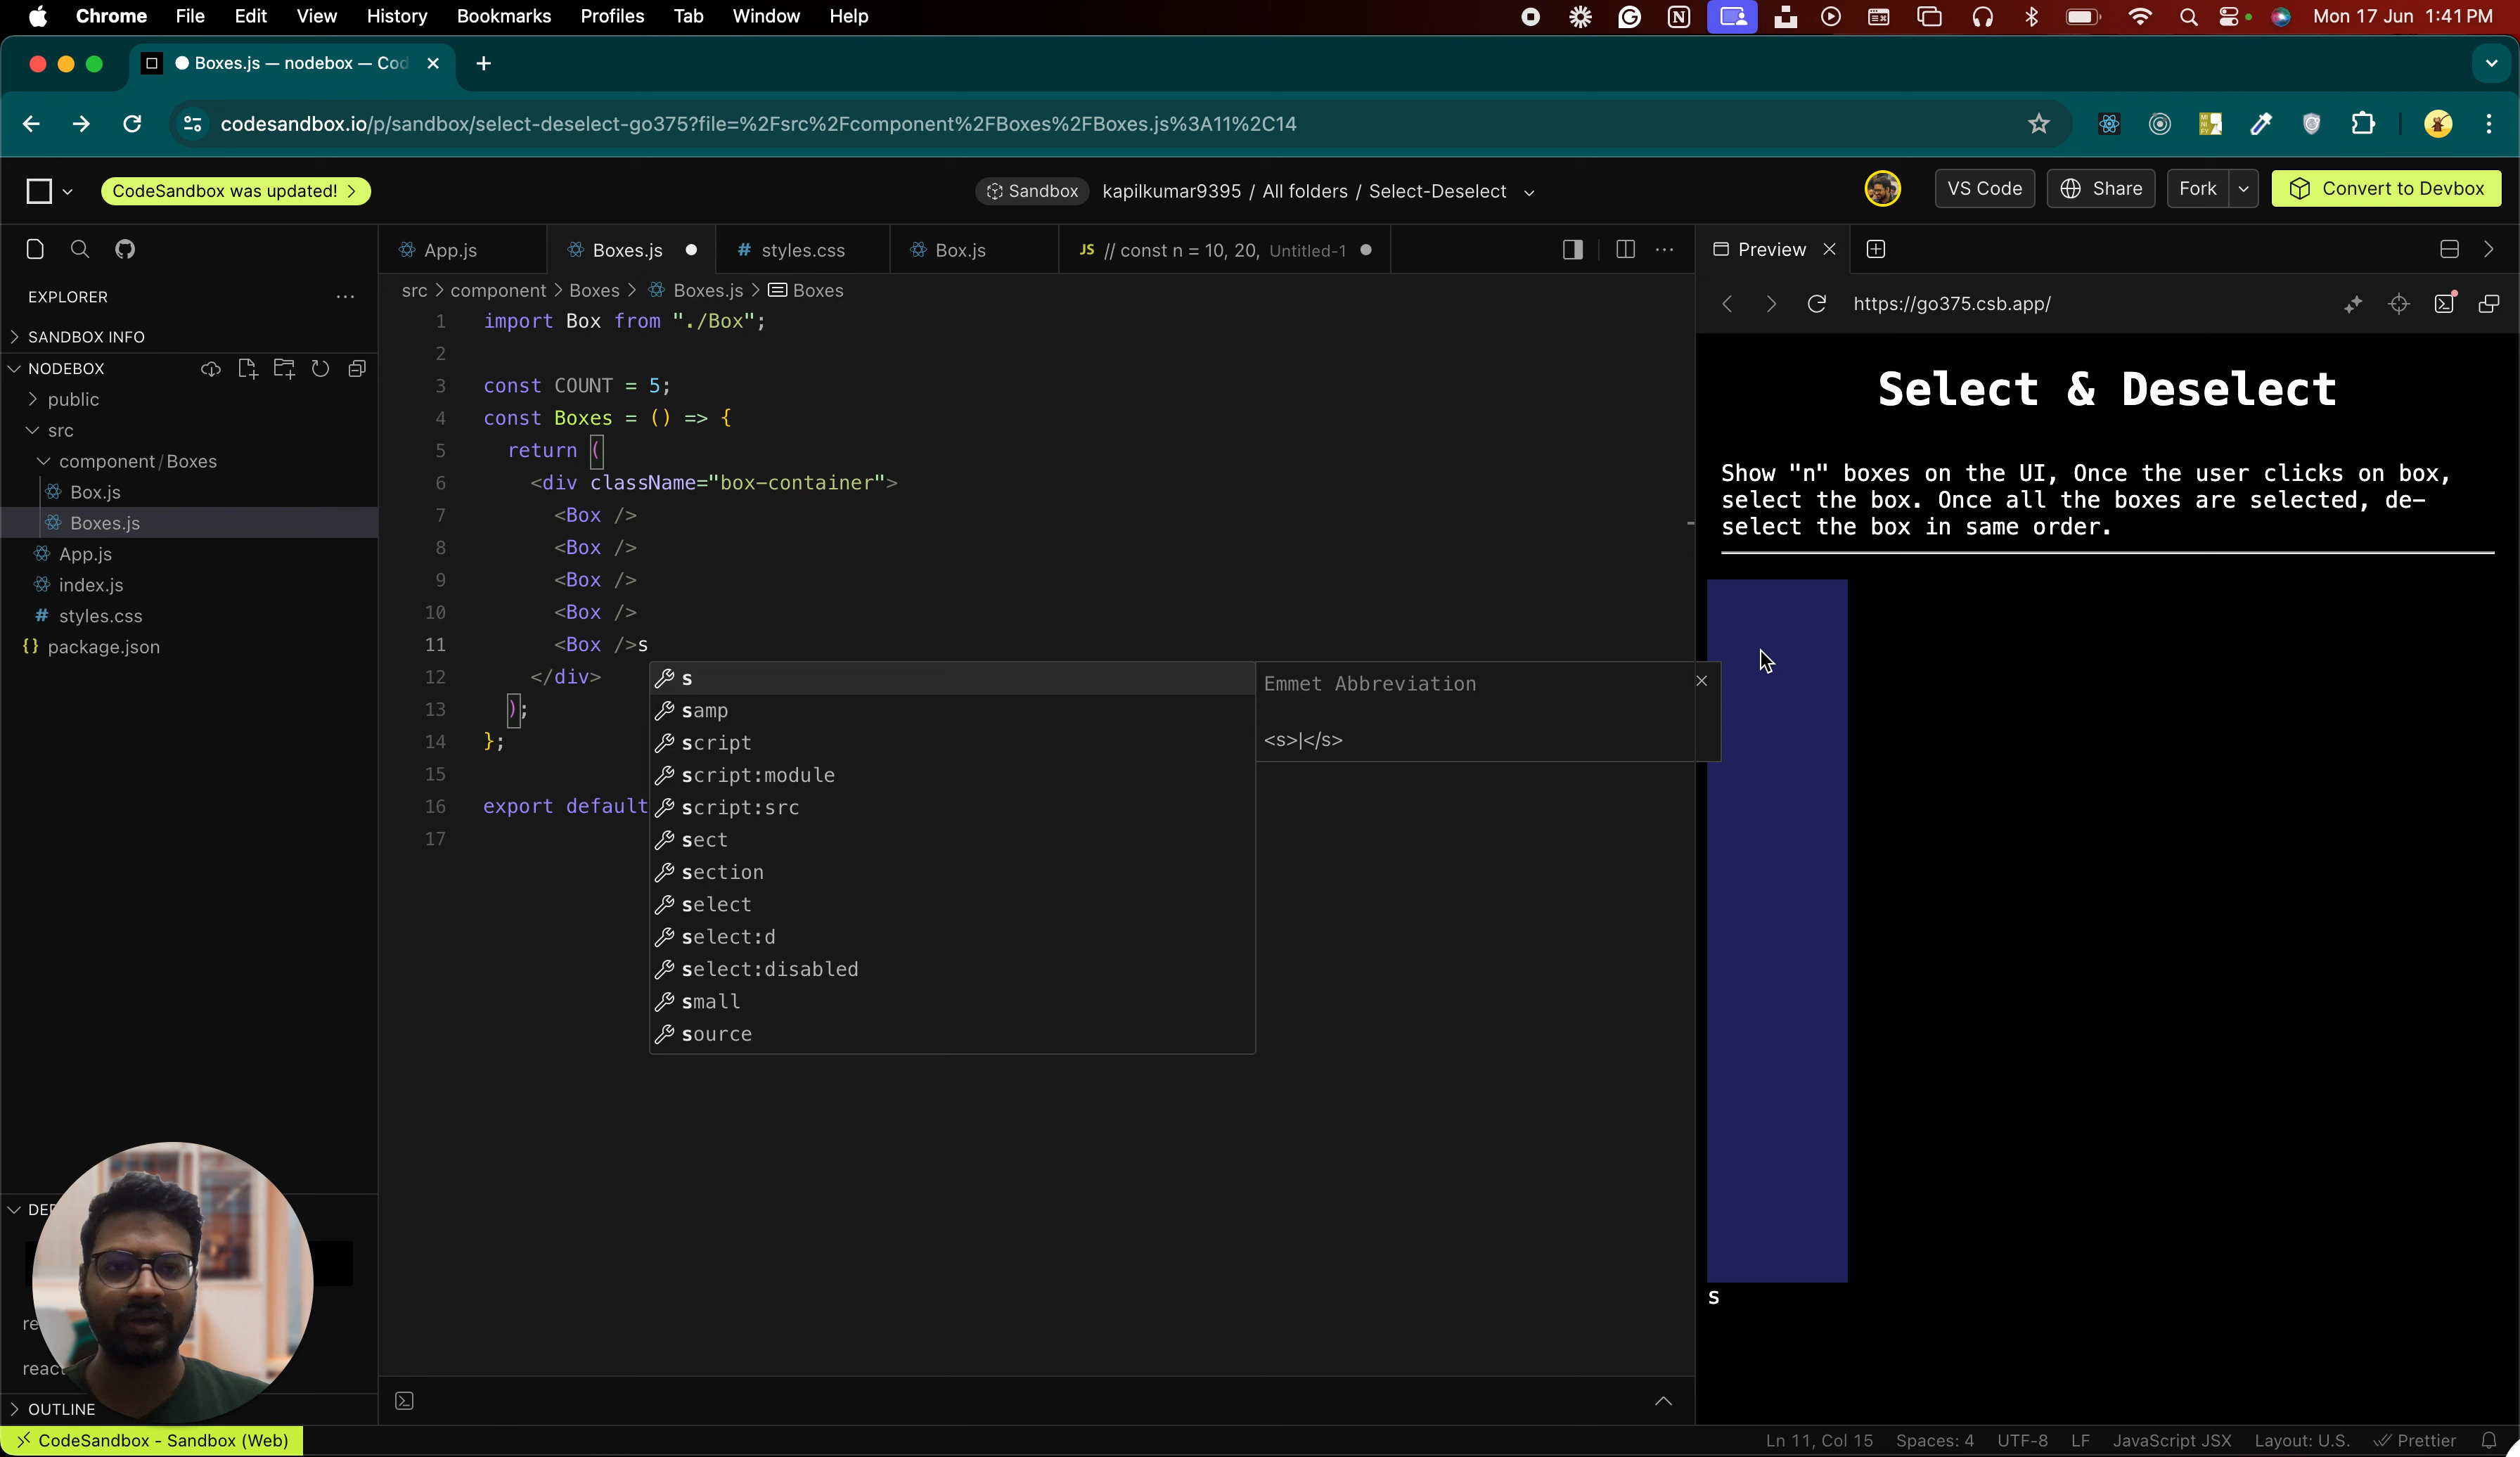 Chrome File Edit View History Bookmarks Profiles Tab Window Help Mon 17 Jun 1:41 PM
Boxes.js — nodebox — Cod
codesandbox.io/p/sandbox/select-deselect-go375?file=%2Fsrc%2Fcomponent%2FBoxes%2FBoxes.js%3A11%2C14
CodeSandbox was updated! Sandbox kapilkumar9395 / All folders / Select-Deselect VS Code Share Fork Convert to Devbox
App.js Boxes.js # styles.css Box.js JS // const n = 10, 20, Untitled-1 Preview
EXPLORER
SANDBOX INFO
NODEBOX
public
src
component/Boxes
Box.js
Boxes.js
App.js
index.js
# styles.css
{} package.json
DE
re
reac
OUTLINE
src > component > Boxes > Boxes.js > Boxes
1 import Box from "./Box";
2
3 const COUNT = 5;
4 const Boxes = () => {
5 return (
6 <div className="box-container">
7 <Box />
8 <Box />
9 <Box />
10 <Box />
11 <Box />s
12 </div>
13 );
14 };
15
16 export default
17
s
samp
script
script:module
script:src
sect
section
select
select:d
select:disabled
small
source
Emmet Abbreviation
<s>|</s>
https://go375.csb.app/
Select & Deselect
Show "n" boxes on the UI, Once the user clicks on box,
select the box. Once all the boxes are selected, de-
select the box in same order.
s
CodeSandbox - Sandbox (Web) Ln 11, Col 15 Spaces: 4 UTF-8 LF JavaScript JSX Layout: U.S. Prettier